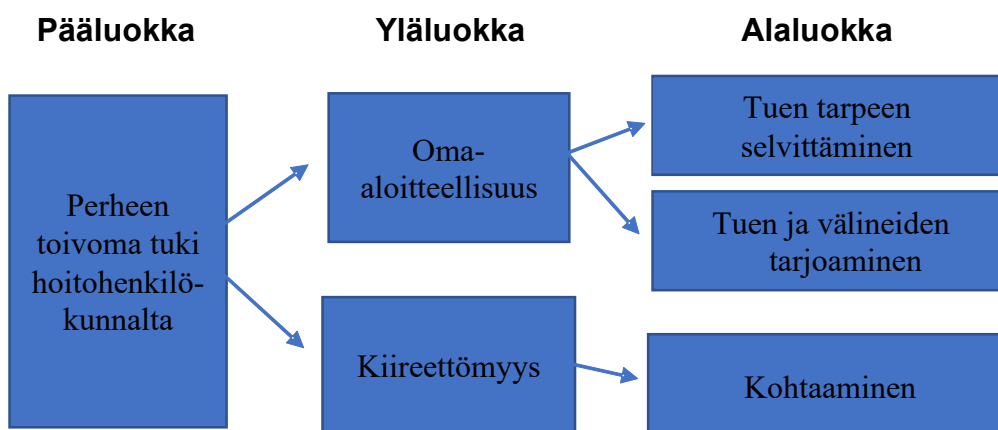 Pääluokka
Yläluokka
Alaluokka
Perheen
toivoma tuki
hoitohenkilö-
kunnalta
Oma-
aloitteellisuus
Kiireettömyys
Tuen tarpeen
selvittäminen
Tuen ja välineiden
tarjoaminen
Kohtaaminen